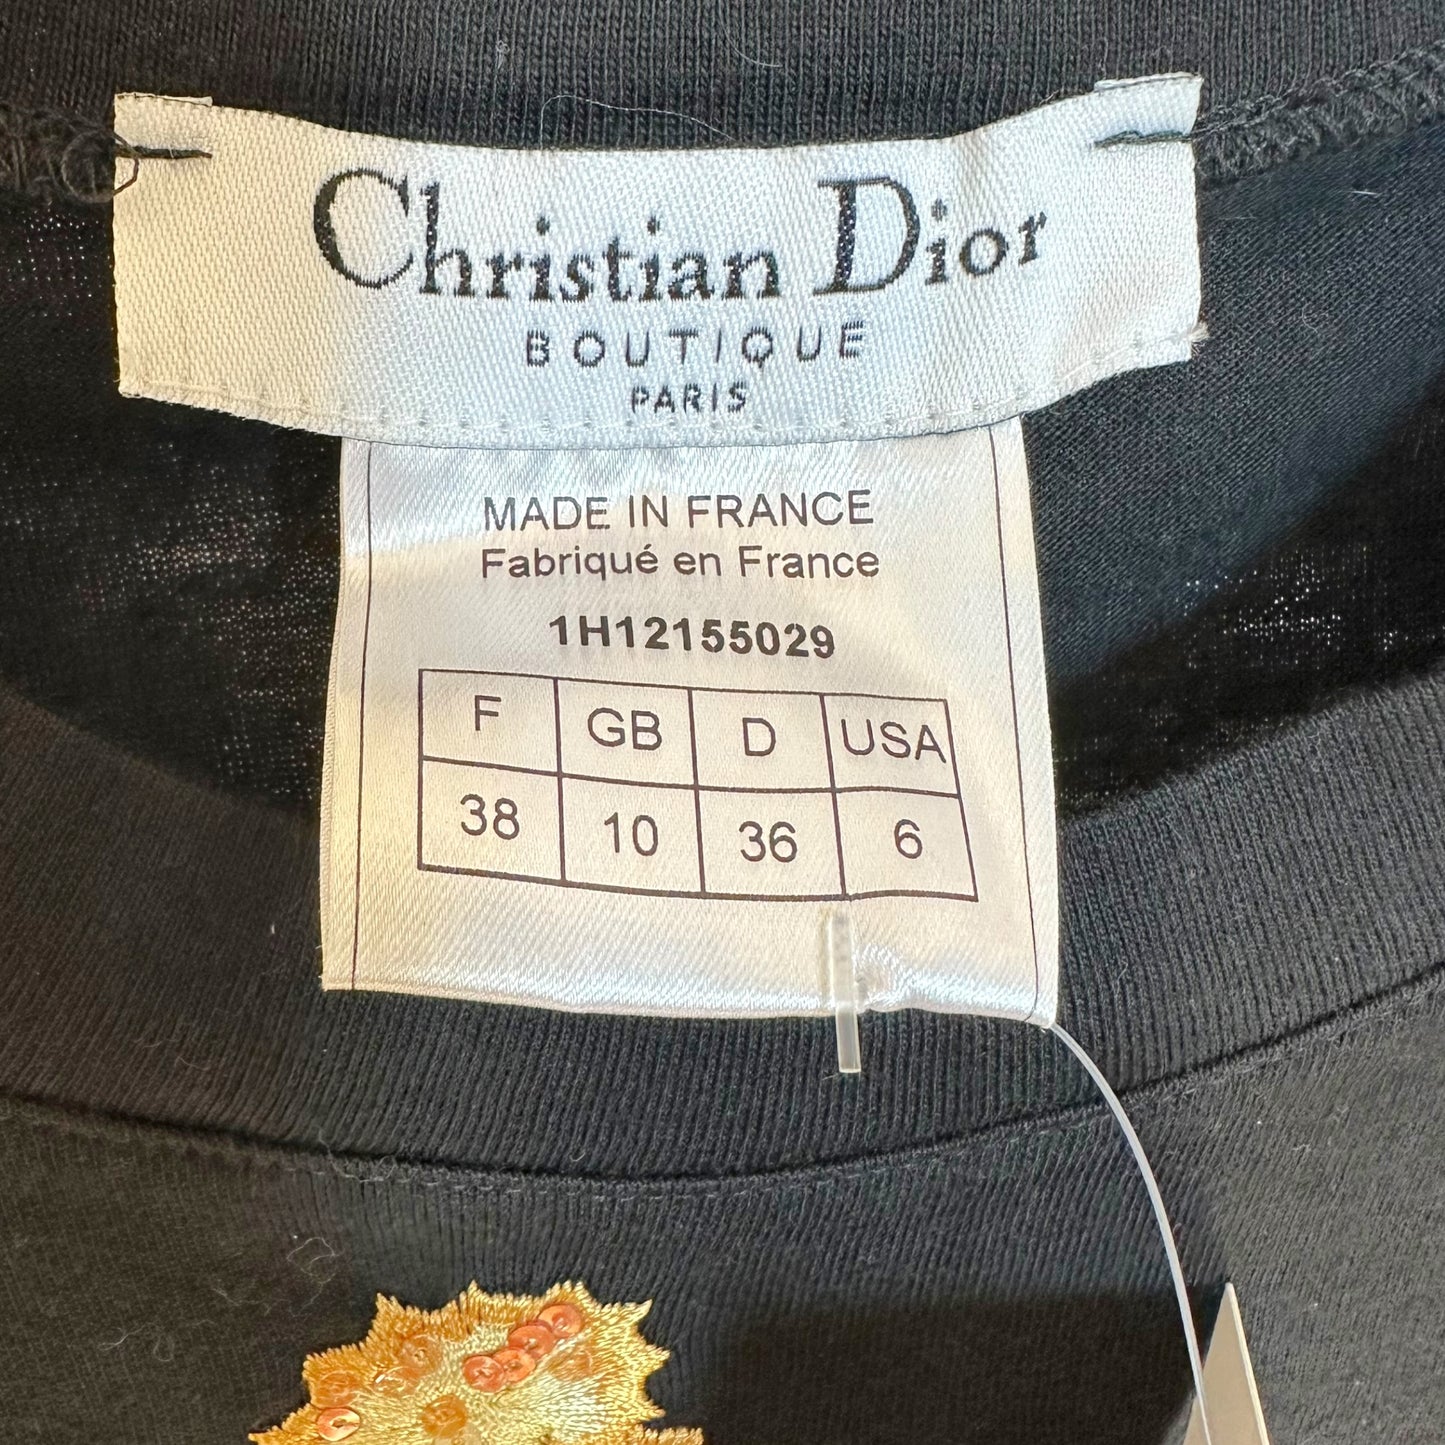 Christian Dior
BOUTIQUE
PARIS
MADE IN FRANCE
Fabriqué en France
1H12155029
F GB D USA
38 10 36 6